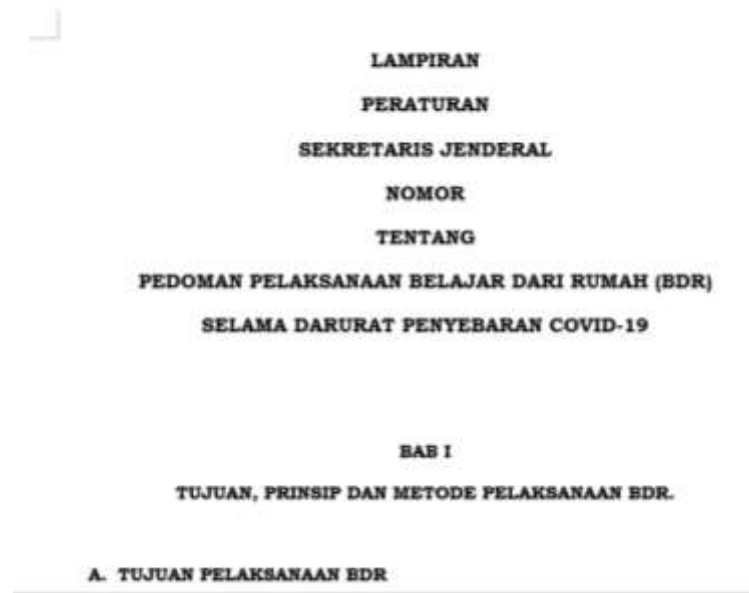 LAMPIRAN
PERATURAN
SEKRETARIS JENDERAL
NOMOR
TENTANG
PEDOMAN PELAKSANAAN BELAJAR DARI RUMAH (BDR)
SELAMA DARURAT PENYEBARAN COVID-19
BAB I
TUJUAN, PRINSIP DAN METODE PELAKSANAAN BDR.
A. TUJUAN PELAKSANAAN BDR